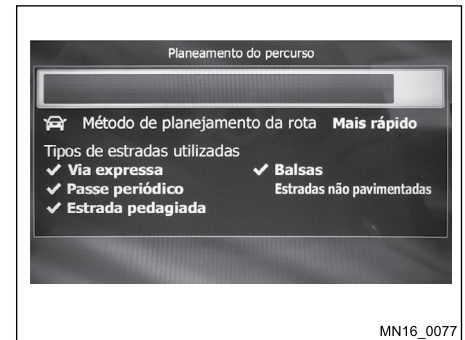 Planeamento do percurso
Método de planejamento da rota Mais rápido
Tipos de estradas utilizadas
Via expressa Balsas
Passe periódico Estradas não pavimentadas
Estrada pedagiada
MN16_0077